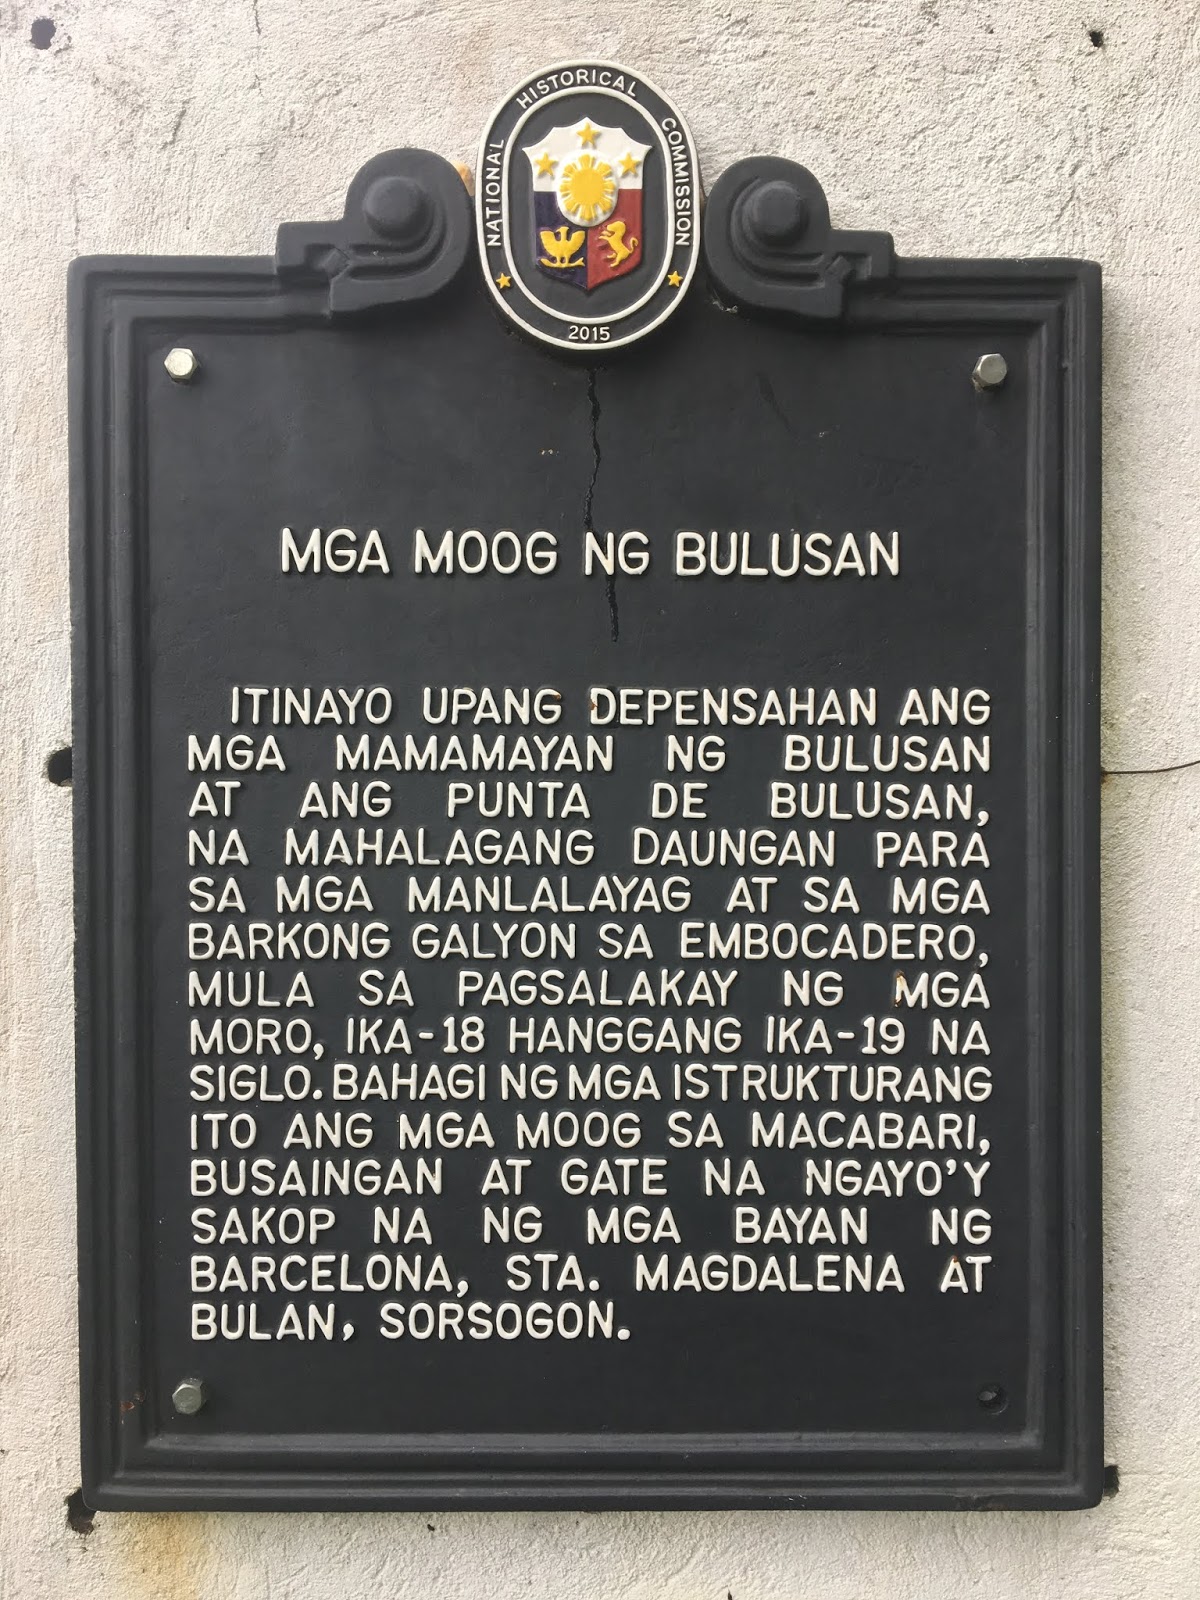 NATIONAL HISTORICAL COMMISSION
2015
MGA MOOG NG BULUSAN
ITINAYO UPANG DEPENSAHAN ANG
MGA MAMAMAYAN NG BULUSAN
AT ANG PUNTA DE BULUSAN,
NA MAHALAGANG DAUNGAN PARA
SA MGA MANLALAYAG AT SA MGA
BARKONG GALYON SA EMBOCADERO,
MULA SA PAGSALAKAY NG MGA
MORO, IKA-18 HANGGANG IKA-19 NA
SIGLO. BAHAGI NG MGA ISTRUKTURANG
ITO ANG MGA MOOG SA MACABARI,
BUSAINGAN AT GATE NA NGAYO'Y
SAKOP NA NG MGA BAYAN NG
BARCELONA, STA. MAGDALENA AT
BULAN, SORSOGON.